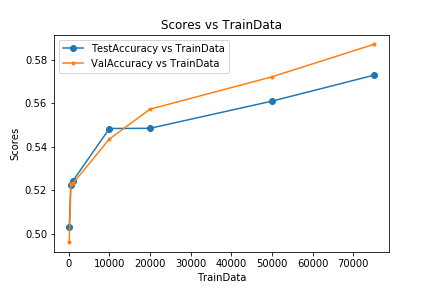 Scores vs TrainData
TestAccuracy vs TrainData
ValAccuracy vs TrainData
0.58
0.56
0.54
0.52
0.50
Scores
0 10000 20000 30000 40000 50000 60000 70000
TrainData